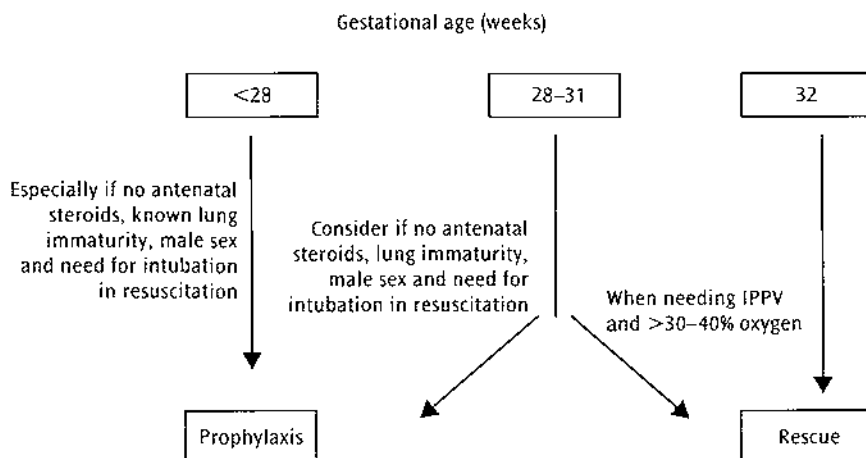 Gestational age (weeks)
<28
28–31
32
Especially if no antenatal
steroids, known lung
immaturity, male sex
and need for intubation
in resuscitation
Consider if no antenatal
steroids, lung immaturity,
male sex and need for
intubation in resuscitation
When needing IPPV
and >30–40% oxygen
Prophylaxis
Rescue